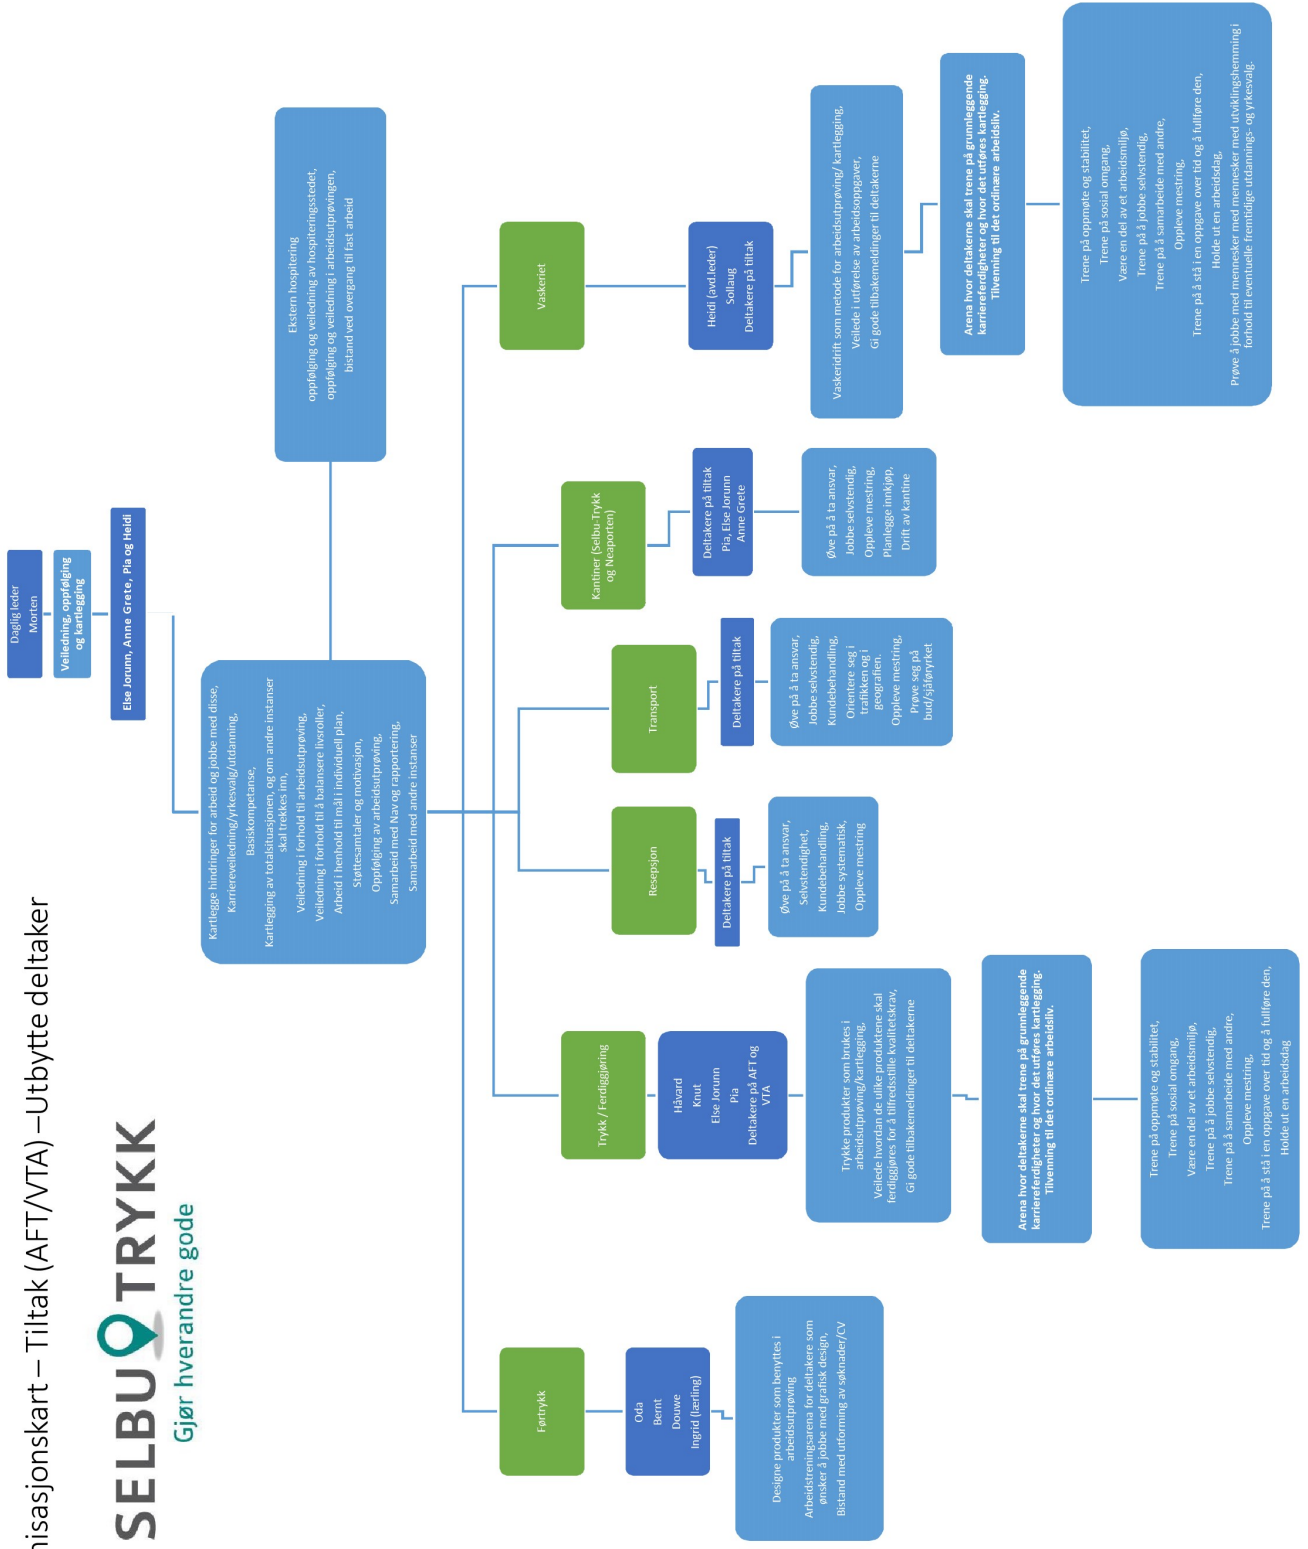 nisasjonskart – Tiltak (AFT/VTA) –Utbytte deltaker
SELBU TRYKK
Gjør hverandre gode
Daglig leder
Morten
Veiledning, oppfølging
og kartlegging
Else Jorunn, Anne Grete, Pia og Heidi
Kartlegge hindringer for arbeid og jobbe med disse,
Karriereveiledning/yrkesvalg/utdanning,
Basiskompetanse,
Kartlegging av totalsituasjonen, og om andre instanser
skal trekkes inn,
Veiledning i forhold til arbeidsutprøving,
Veiledning i forhold til å balansere livsroller,
Arbeid i henhold til mål i individuell plan,
Støttesamtaler og motivasjon,
Oppfølging av arbeidsutprøving,
Samarbeid med Nav og rapportering,
Samarbeid med andre instanser
Ekstern hospitering
oppfølging og veiledning av hospiteringsstedet,
oppfølging og veiledning i arbeidsutprøvingen,
bistand ved overgang til fast arbeid
Førtrykk
Oda
Bernt
Douwe
Ingrid (lærling)
Designe produkter som benyttes i
arbeidsutprøving
Arbeidstreningsarena for deltakere som
ønsker å jobbe med grafisk design,
Bistand med utforming av søknader/CV
Trykk / Ferdiggjøring
Håvard
Knut
Else Jorunn
Pia
Deltakere på AFT og
VTA
Trykke produkter som brukes i
arbeidsutprøving/kartlegging,
Veilede hvordan de ulike produktene skal
ferdiggjøres for å tilfredsstille kvalitetskrav,
Gi gode tilbakemeldinger til deltakerne
Arena hvor deltakerne skal trene på grunnleggende
karriereferdigheter og hvor det utføres kartlegging.
Tilvenning til det ordinære arbeidsliv.
Trene på oppmøte og stabilitet,
Trene på sosial omgang,
Være en del av et arbeidsmiljø,
Trene på å jobbe selvstendig,
Trene på å samarbeide med andre,
Oppleve mestring,
Trene på å stå i en oppgave over tid og å fullføre den,
Holde ut en arbeidsdag
Resepsjon
Deltakere på tiltak
Øve på å ta ansvar,
Selvstendighet,
Kundebehandling,
Jobbe systematisk,
Oppleve mestring
Transport
Deltakere på tiltak
Øve på å ta ansvar,
Jobbe selvstendig,
Kundebehandling,
Orientere seg i
trafikken og i
geografien.
Oppleve mestring,
Prøve seg på
bud/sjåføryrket
Kantiner (Selbu-Trykk
og Neaporten)
Deltakere på tiltak
Pia, Else Jorunn
Anne Grete
Øve på å ta ansvar,
Jobbe selvstendig,
Oppleve mestring,
Planlegge innkjøp,
Drift av kantine
Vaskeriet
Heidi (avd.leder)
Sollaug
Deltakere på tiltak
Vaskeridrift som metode for arbeidsutprøving/ kartlegging,
Veilede i utførelse av arbeidsoppgaver,
Gi gode tilbakemeldinger til deltakerne
Arena hvor deltakerne skal trene på grunnleggende
karriereferdigheter og hvor det utføres kartlegging.
Tilvenning til det ordinære arbeidsliv.
Trene på oppmøte og stabilitet,
Trene på sosial omgang,
Være en del av et arbeidsmiljø,
Trene på å jobbe selvstendig,
Trene på å samarbeide med andre,
Oppleve mestring,
Trene på å stå i en oppgave over tid og å fullføre den,
Holde ut en arbeidsdag,
Prøve å jobbe med mennesker med mennesker med utviklingshemming i
forhold til eventuelle fremtidige utdannings- og yrkesvalg.